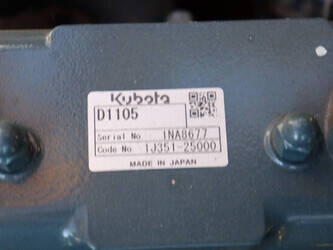 Kubota
D1105
Serial No. 1NA8677
Code No. 1J351-25000
MADE IN JAPAN